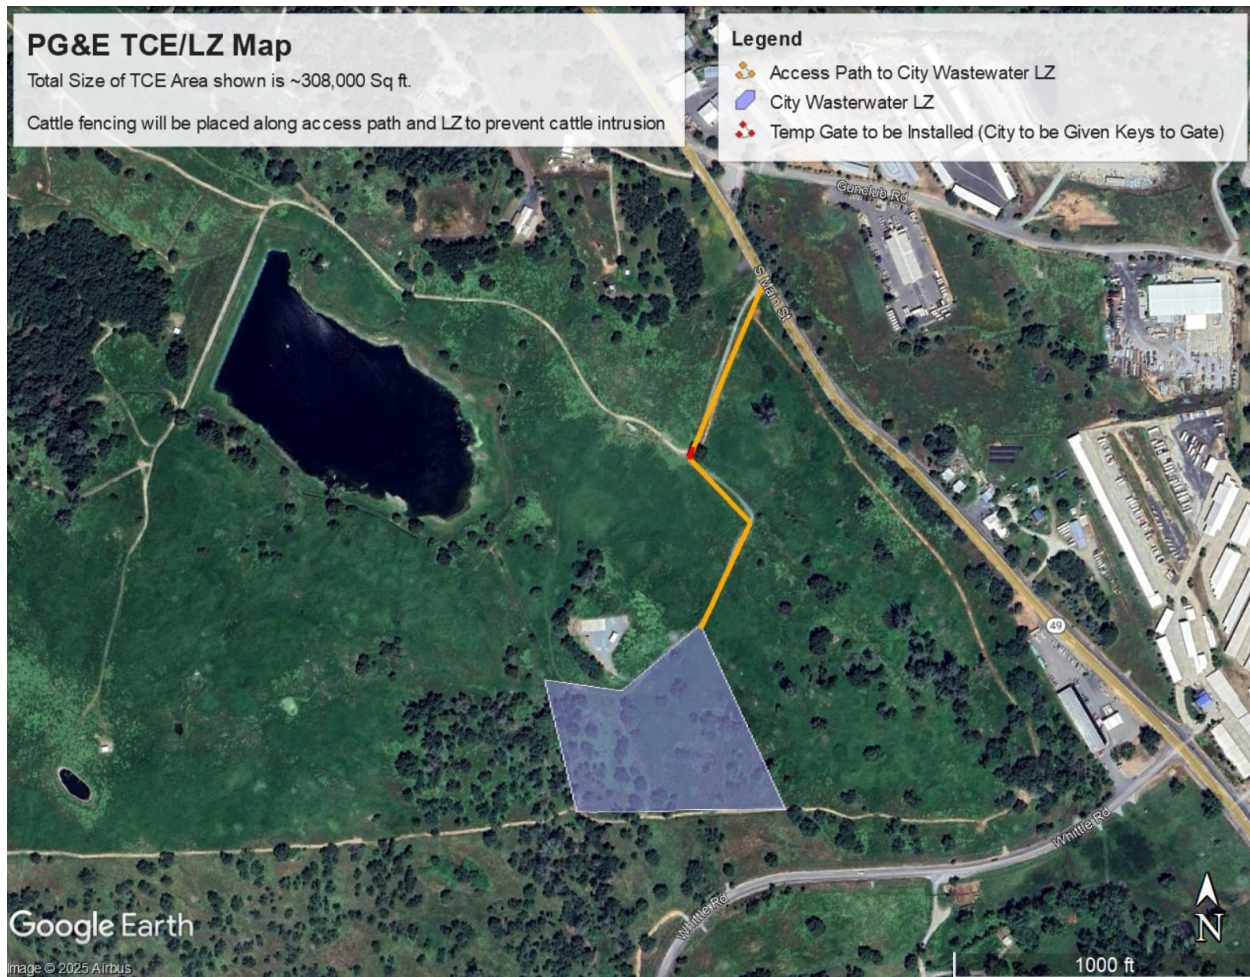 PG&E TCE/LZ Map
Total Size of TCE Area shown is ~308,000 Sq ft.
Cattle fencing will be placed along access path and LZ to prevent cattle intrusion
Legend
Access Path to City Wastewater LZ
City Wasterwater LZ
Temp Gate to be Installed (City to be Given Keys to Gate)
Gunclub Rd
S Main St
49
Whittle Rd
Whittle Rd
Google Earth
Image © 2025 Airbus
N
1000 ft